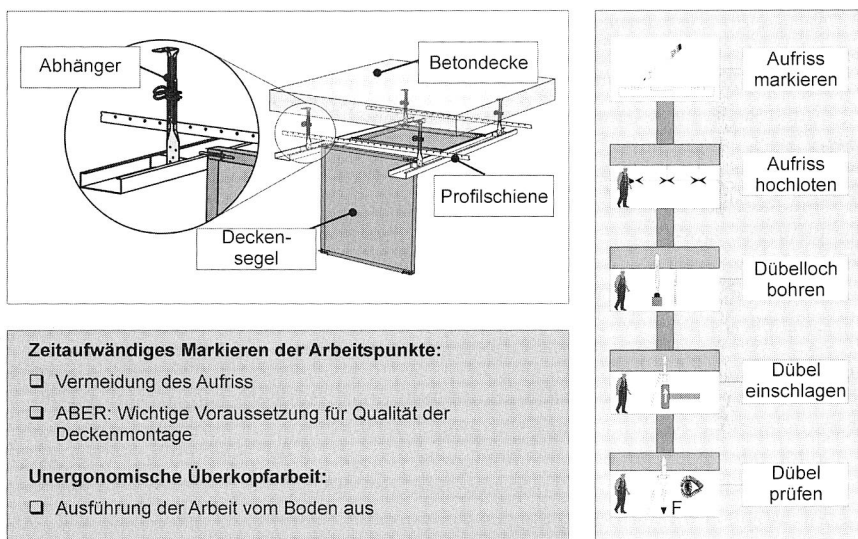 Abhänger
Betondecke
Profilschiene
Decken-
segel
Zeitaufwändiges Markieren der Arbeitspunkte:
❑ Vermeidung des Aufriss
❑ ABER: Wichtige Voraussetzung für Qualität der
Deckenmontage
Unergonomische Überkopfarbeit:
❑ Ausführung der Arbeit vom Boden aus
Aufriss
markieren
Aufriss
hochloten
Dübelloch
bohren
Dübel
einschlagen
Dübel
prüfen
F